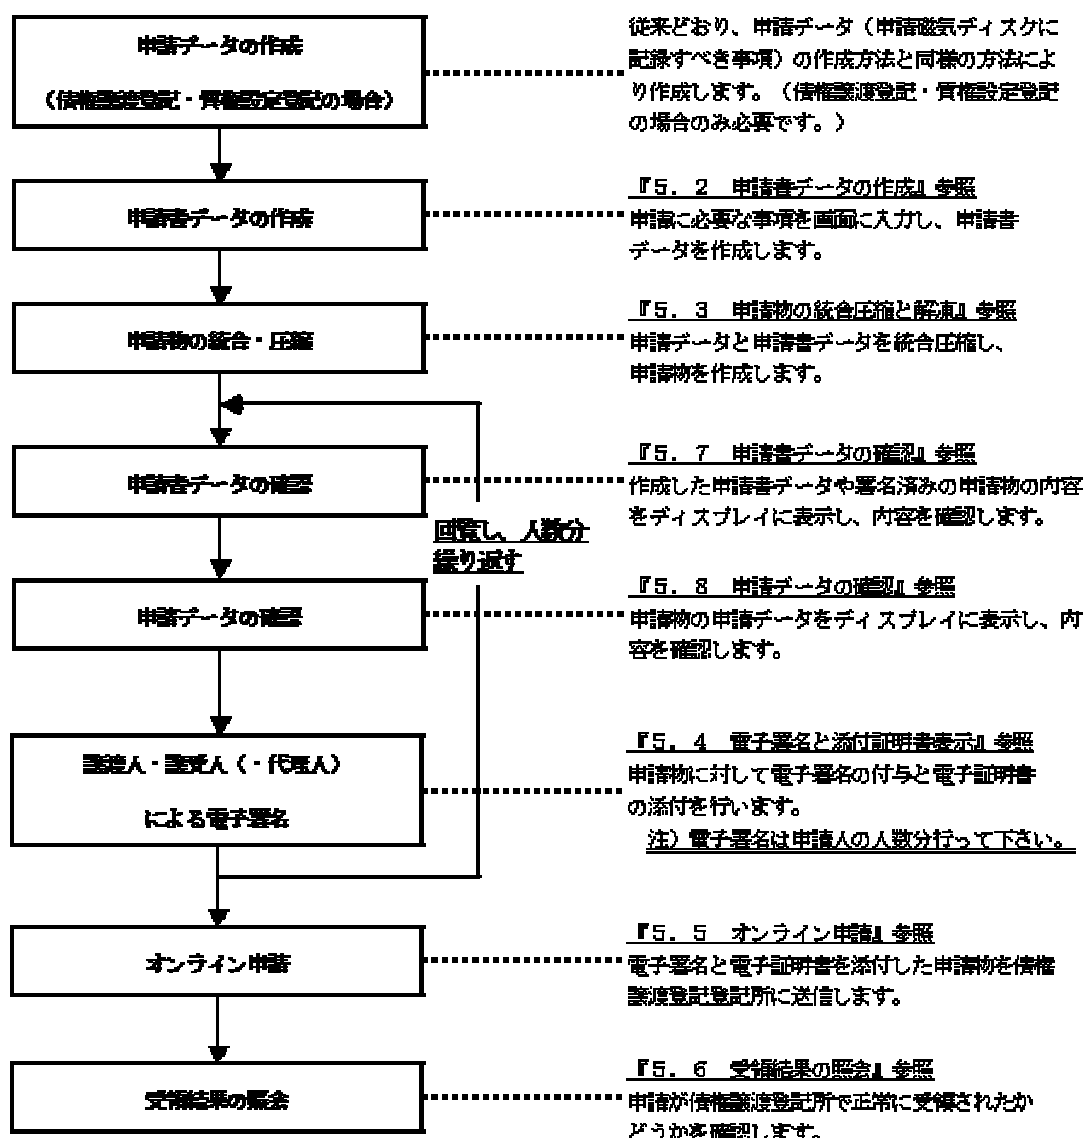 申請データの作成
（債権譲渡登記・質権設定登記の場合）
従来どおり、申請データ（申請磁気ディスクに
記録すべき事項）の作成方法と同様の方法によ
り作成します。（債権譲渡登記・質権設定登記
の場合のみ必要です。）
申請書データの作成
『５．２　申請書データの作成』参照
申請に必要な事項を画面に入力し、申請書
データを作成します。
申請物の統合・圧縮
『５．３　申請物の統合圧縮と解凍』参照
申請データと申請書データを統合圧縮し、
申請物を作成します。
申請書データの確認
『５．７　申請書データの確認』参照
作成した申請書データや署名済みの申請物の内容
をディスプレイに表示し、内容を確認します。
回覧し、人数分
繰り返す
申請データの確認
『５．８　申請データの確認』参照
申請物の申請データをディスプレイに表示し、内
容を確認します。
譲渡人・譲受人（・代理人）
による電子署名
『５．４　電子署名と添付証明書表示』参照
申請物に対して電子署名の付与と電子証明書
の添付を行います。
注）電子署名は申請人の人数分行って下さい。
オンライン申請
『５．５　オンライン申請』参照
電子署名と電子証明書を添付した申請物を債権
譲渡登記登記所に送信します。
受領結果の照会
『５．６　受領結果の照会』参照
申請が債権譲渡登記所で正常に受領されたか
どうかを確認します。